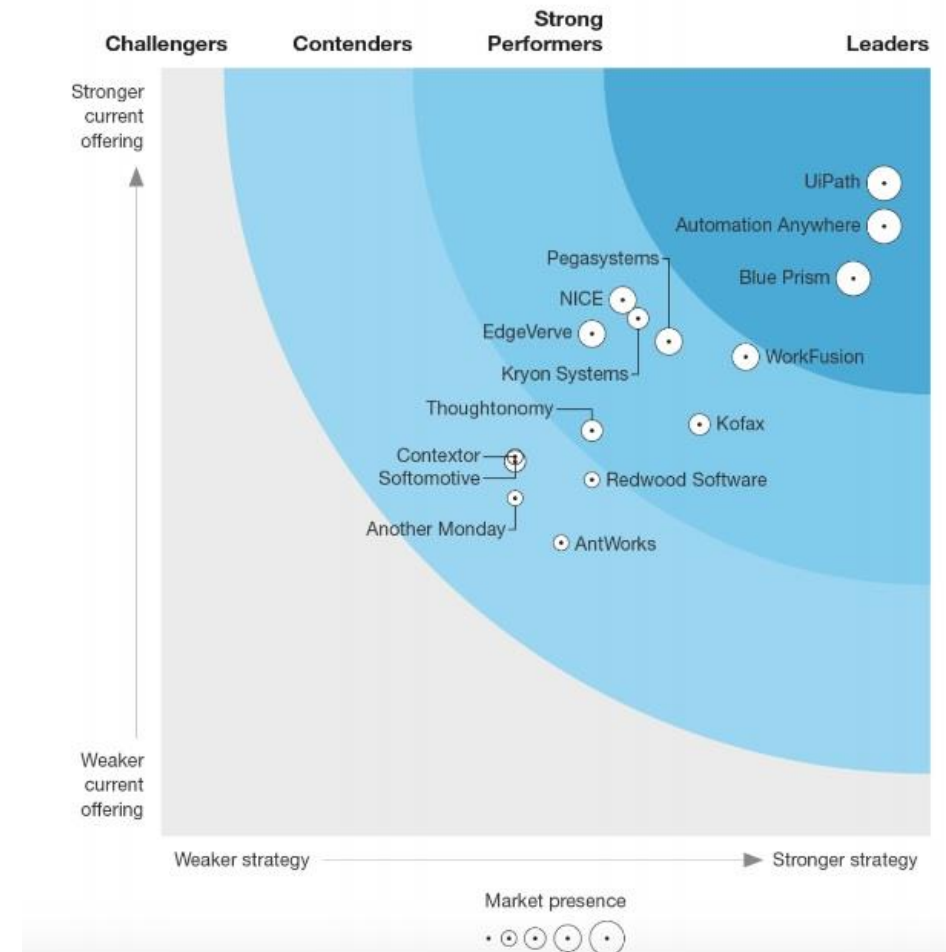 Strong
Challengers Contenders Performers Leaders
Stronger
current
offering
UiPath
Automation Anywhere
Pegasystems
Blue Prism
NICE
EdgeVerve
WorkFusion
Kryon Systems
Thoughtonomy
Kofax
Contextor
Softomotive
Redwood Software
Another Monday
AntWorks
Weaker
current
offering
Weaker strategy Stronger strategy
Market presence